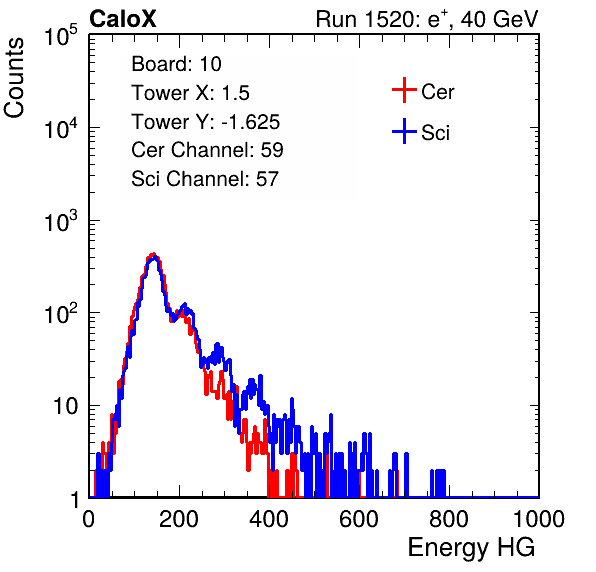 CaloX Run 1520: e⁺, 40 GeV
Board: 10
Tower X: 1.5
Tower Y: -1.625
Cer Channel: 59
Sci Channel: 57
Cer
Sci
Counts
10⁵
10⁴
10³
10²
10
1
0 200 400 600 800 1000
Energy HG